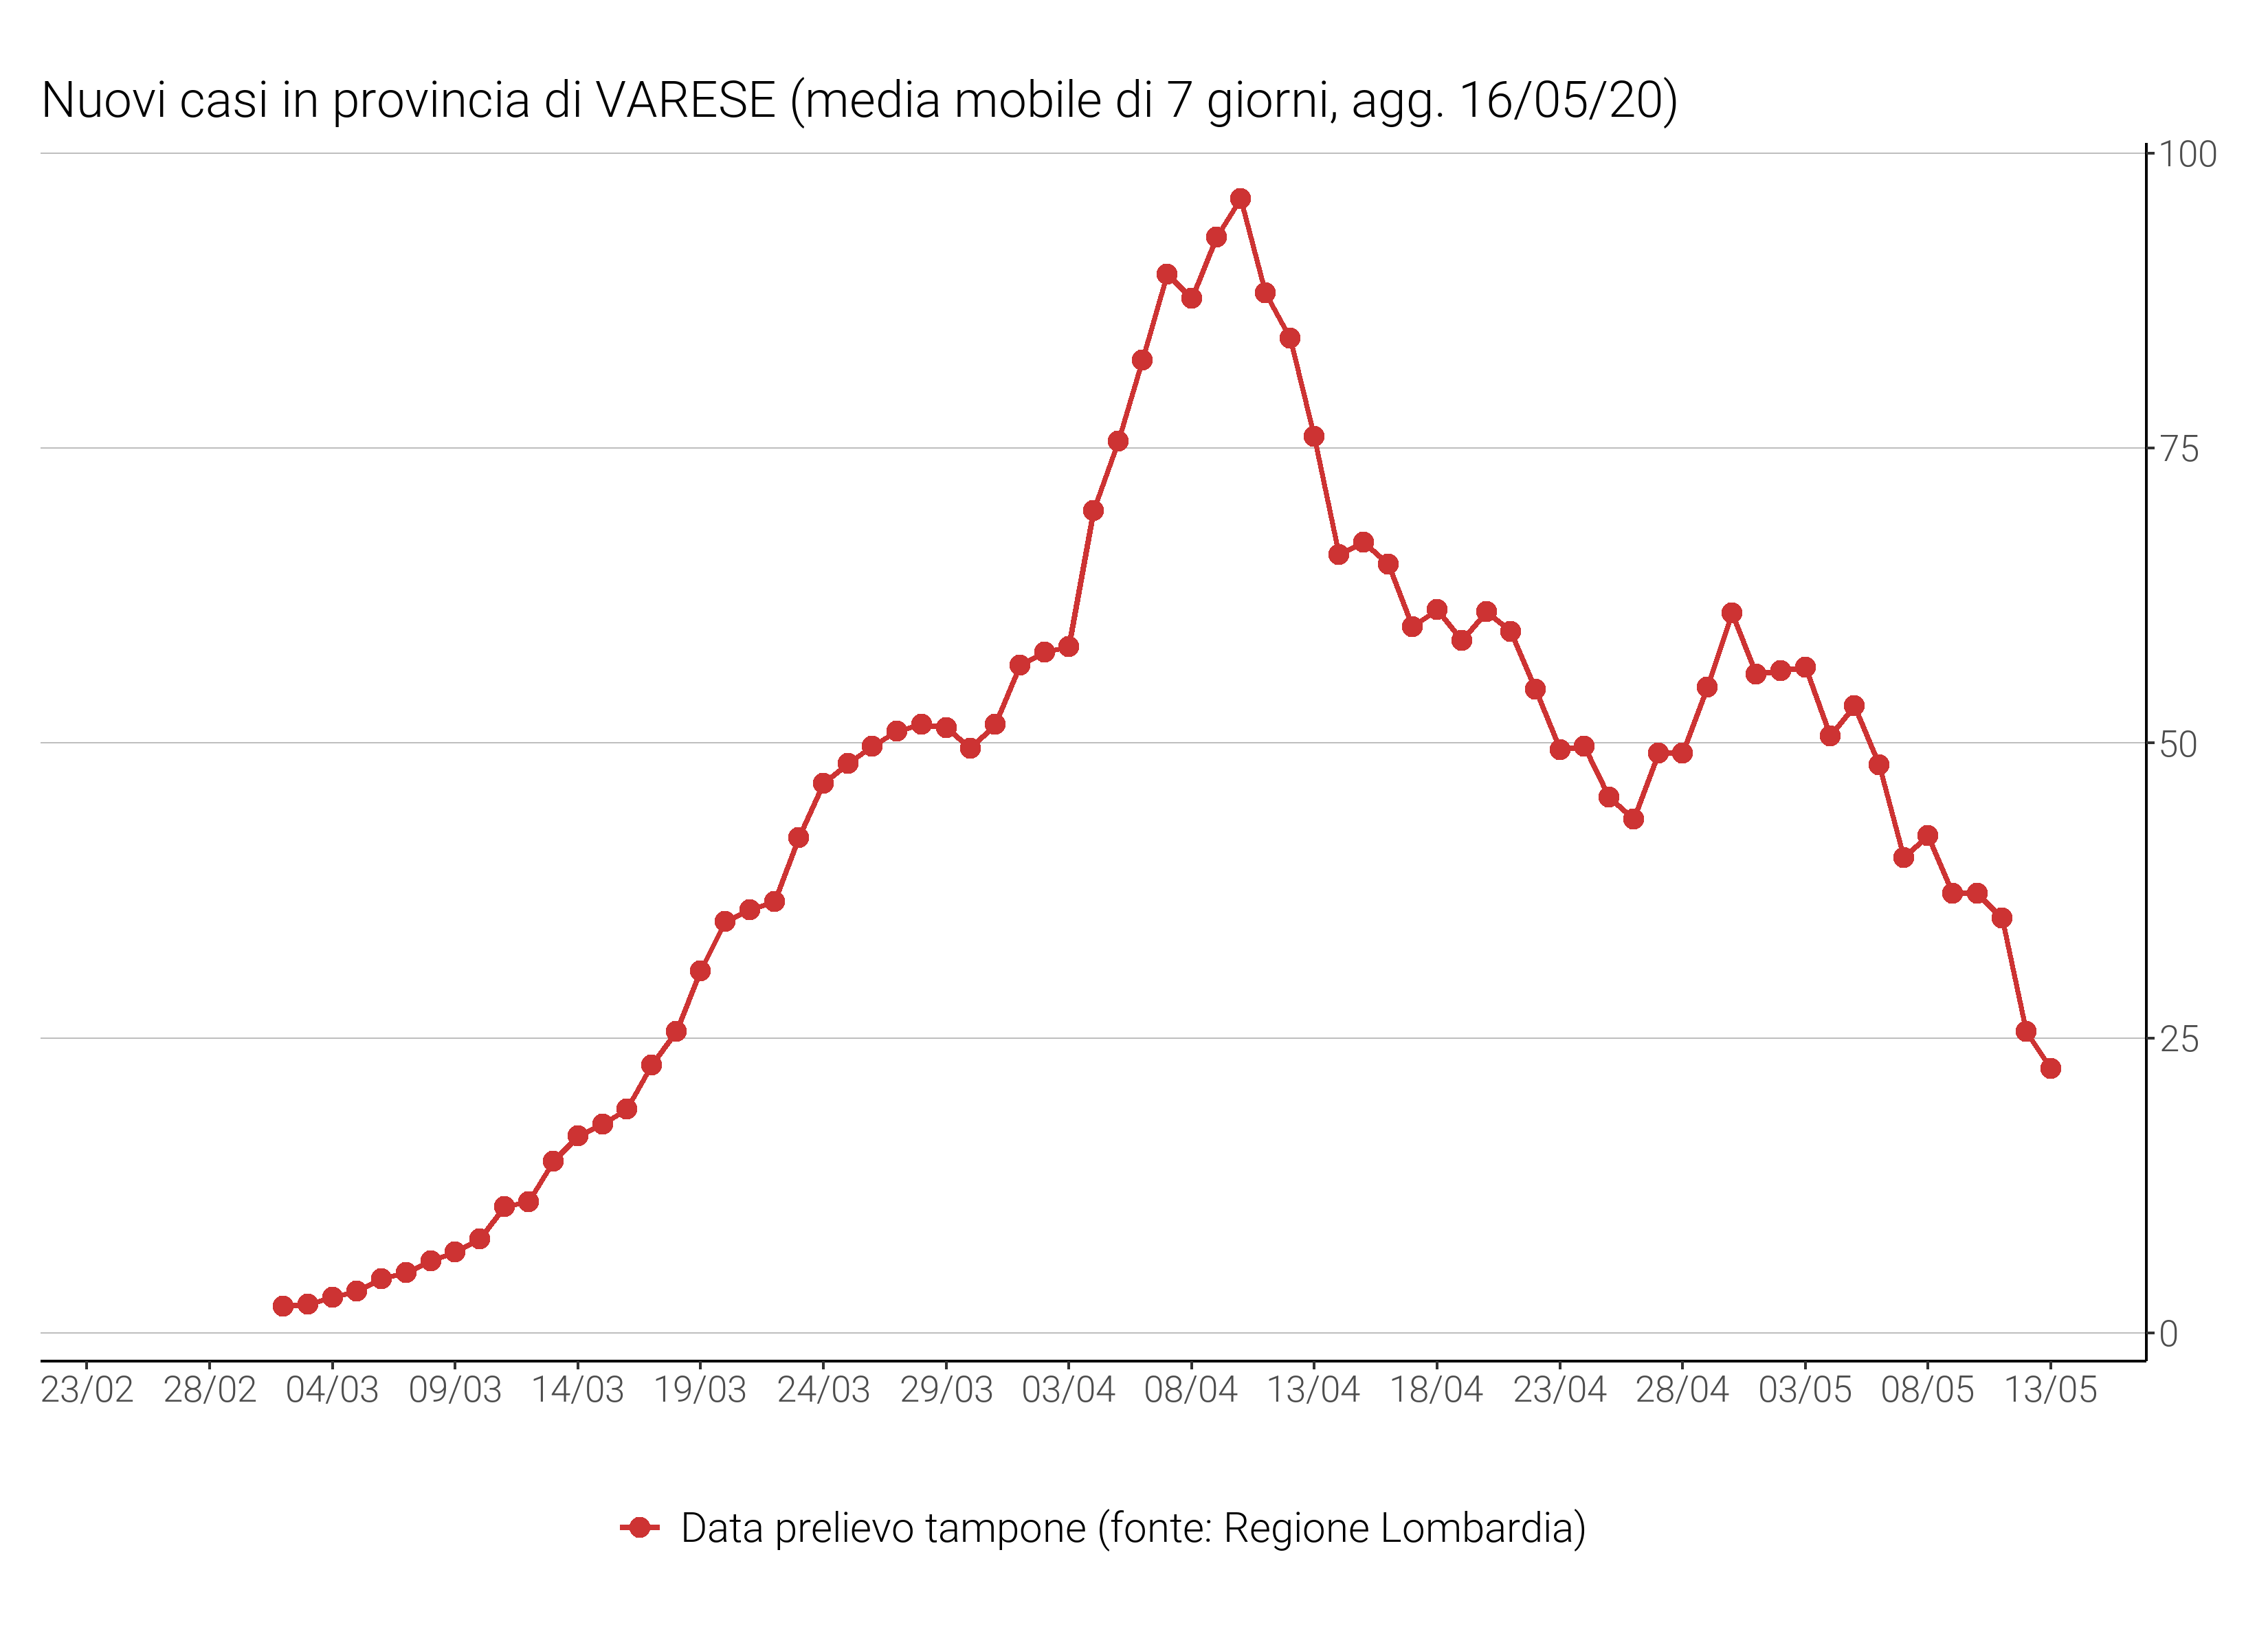 Nuovi casi in provincia di VARESE (media mobile di 7 giorni, agg. 16/05/20)
100
75
50
25
0
23/02 28/02 04/03 09/03 14/03 19/03 24/03 29/03 03/04 08/04 13/04 18/04 23/04 28/04 03/05 08/05 13/05
Data prelievo tampone (fonte: Regione Lombardia)